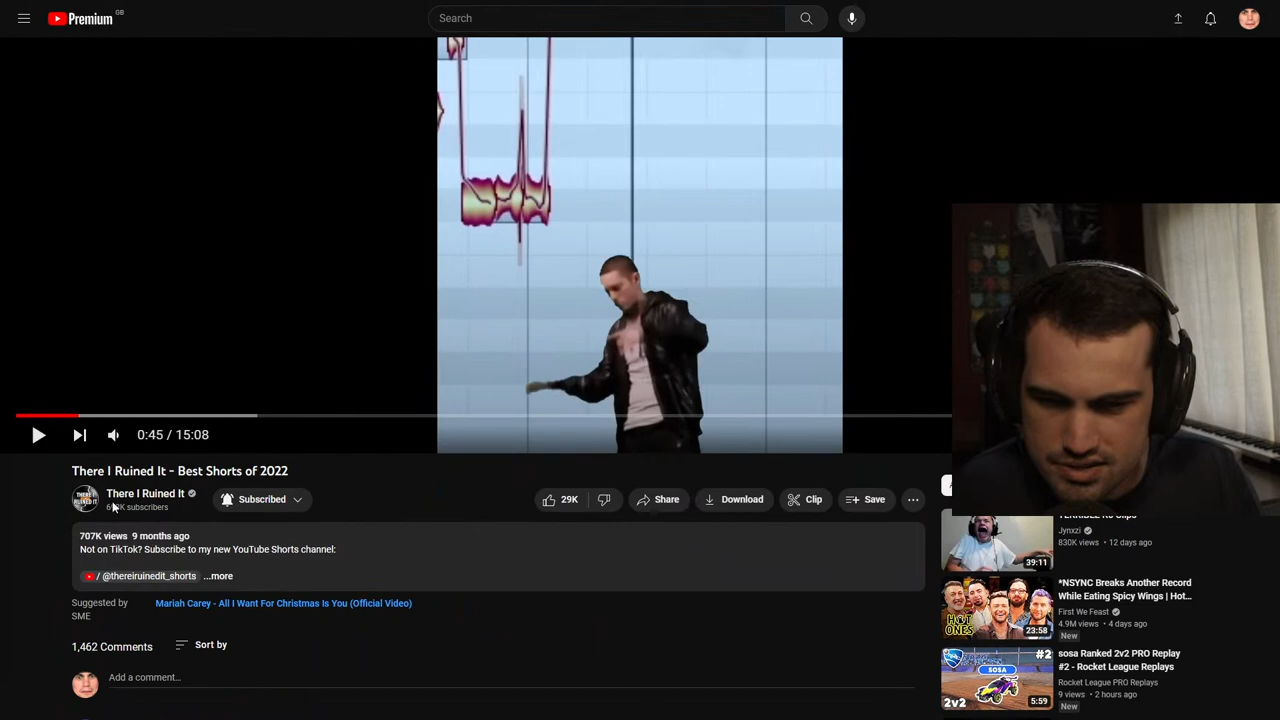 Premium GB
Search
0:45 / 15:08
There I Ruined It - Best Shorts of 2022
There I Ruined It
subscribers
Subscribed
29K
Share
Download
Clip
Save
707K views 9 months ago
Not on TikTok? Subscribe to my new YouTube Shorts channel:
/ @thereiruinedit_shorts ...more
Suggested by
SME
Mariah Carey - All I Want For Christmas Is You (Official Video)
1,462 Comments
Sort by
Add a comment...
Jynxzi
830K views • 12 days ago
39:11
*NSYNC Breaks Another Record
While Eating Spicy Wings | Hot...
First We Feast
4.9M views • 4 days ago
New
HOT ONES
23:58
sosa Ranked 2v2 PRO Replay
#2 - Rocket League Replays
Rocket League PRO Replays
9 views • 2 hours ago
New
#2
SOSA
2v2
5:59